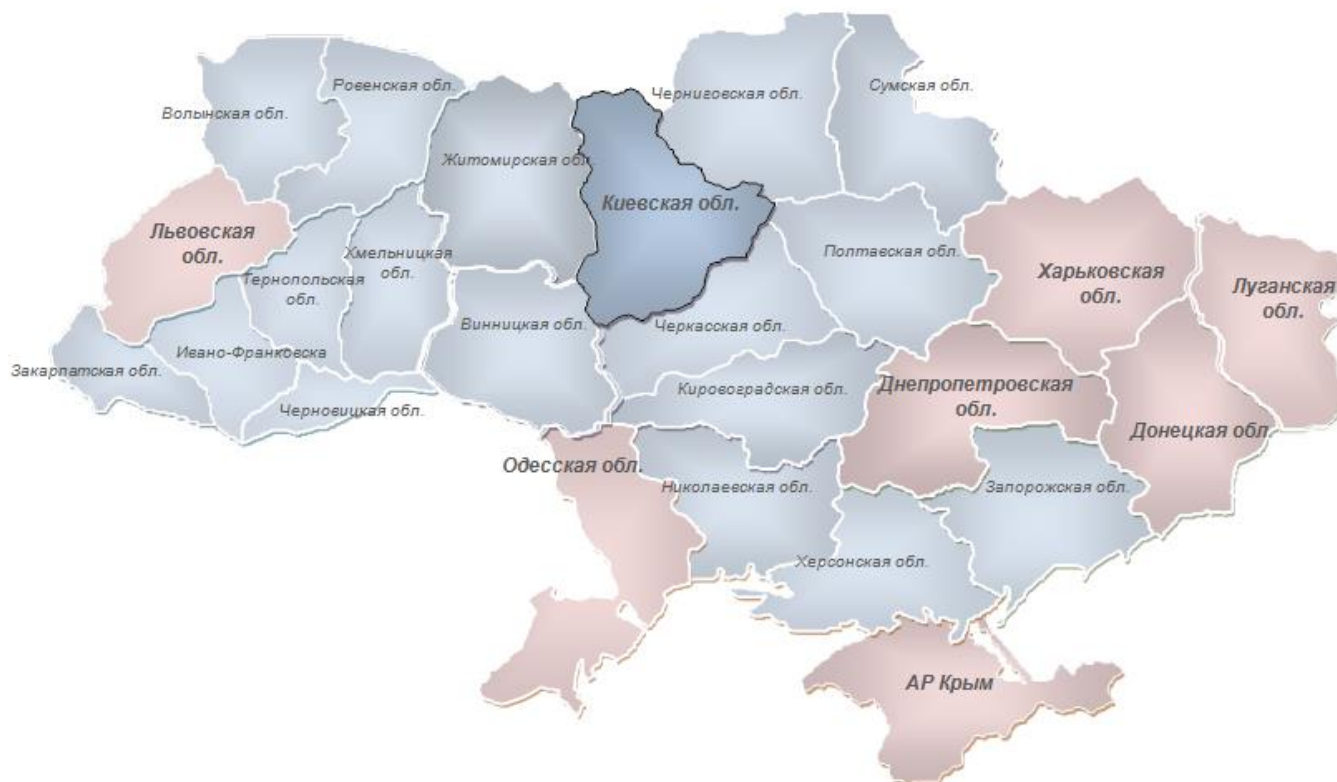 Ровенская обл.
Волынская обл.
Черниговская обл.
Сумская обл.
Житомирская обл.
Киевская обл.
Львовская
обл.
Хмельницкая
обл.
Тернопольская
обл.
Полтавская обл.
Харьковская
обл.
Луганская
обл.
Винницкая обл.
Черкасская обл.
Ивано-Франковска
Закарпатская обл.
Черновицкая обл.
Кировоградская обл.
Днепропетровская
обл.
Донецкая обл.
Одесская обл.
Николаевская обл.
Запорожская обл.
Херсонская обл.
АР Крым